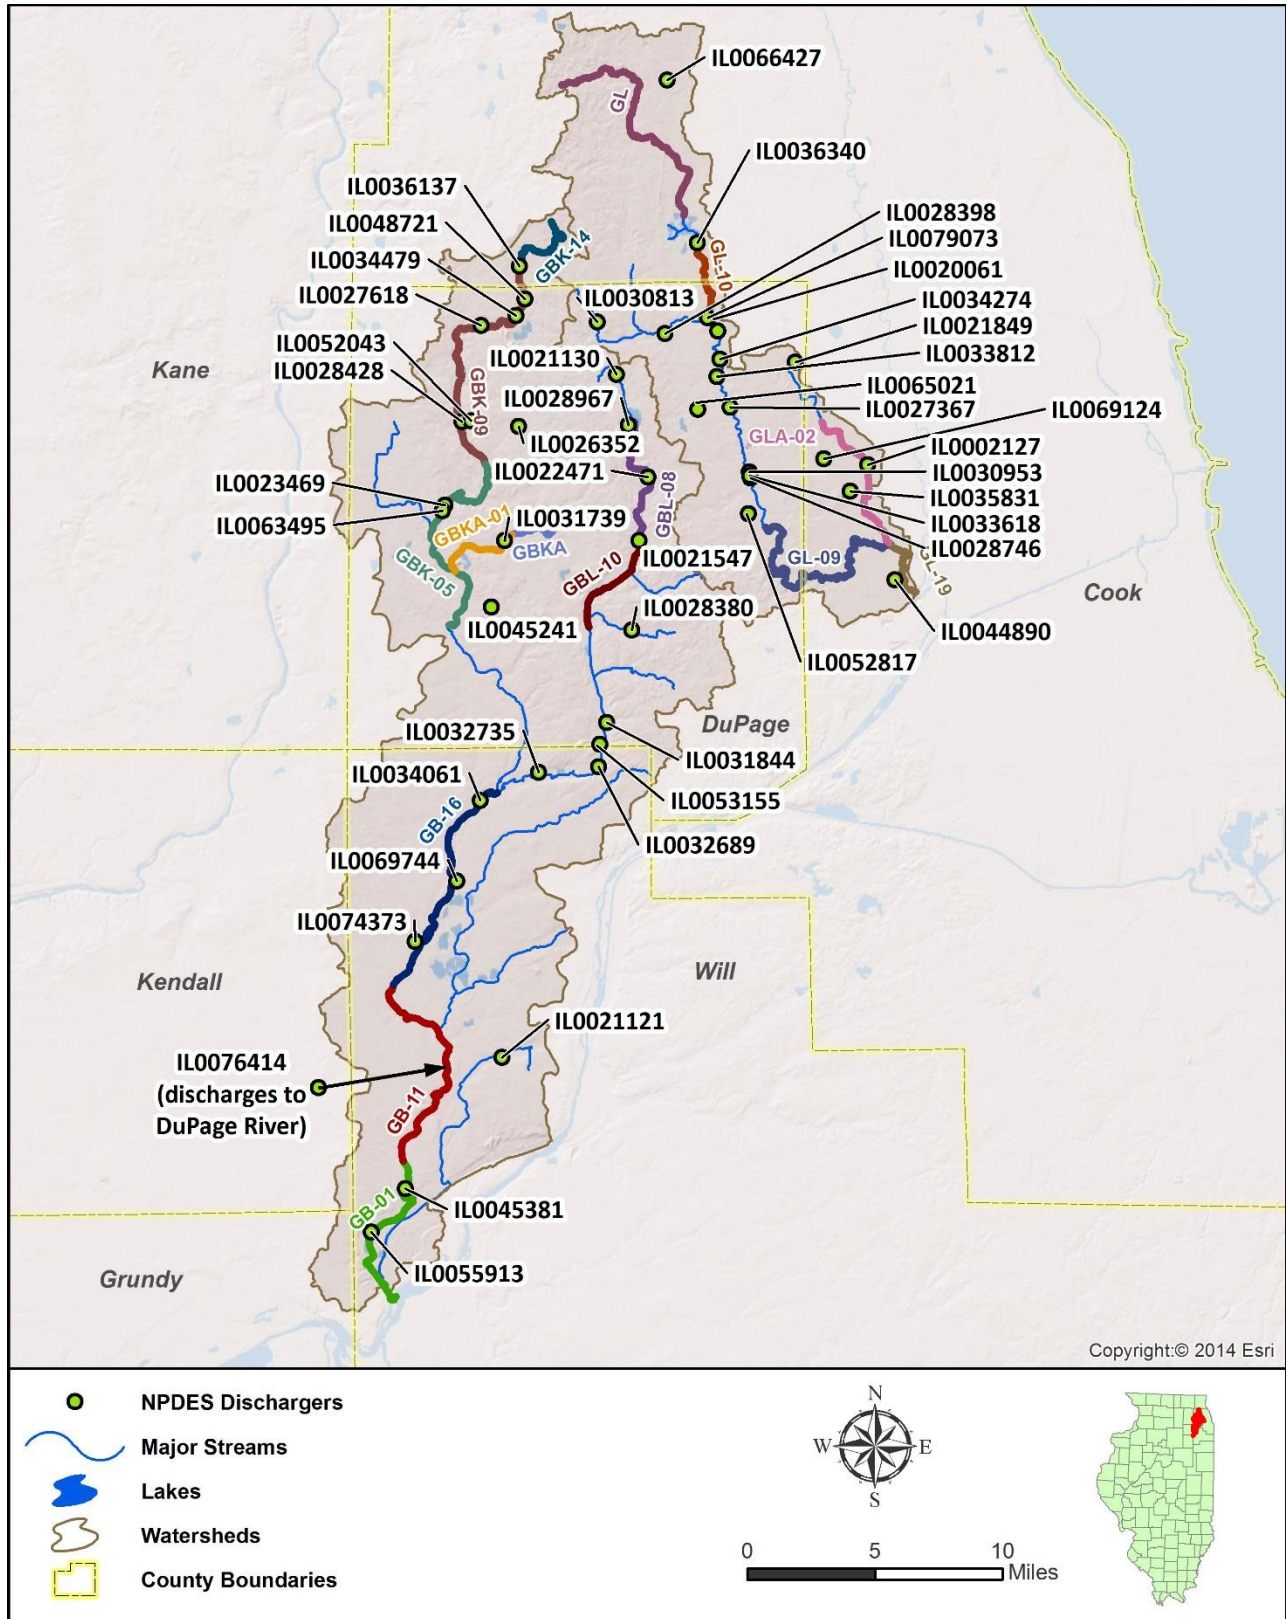 IL0066427
GL
IL0036340
IL0036137
IL0028398
IL0048721
IL0079073
GBK-14
IL0034479
GL-10
IL0020061
IL0027618
IL0030813
IL0034274
IL0021849
IL0052043
IL0021130
IL0033812
Kane
IL0028428
IL0065021
IL0028967
IL0027367
IL0069124
GBK-09
IL0026352
GLA-02
IL0002127
IL0022471
IL0030953
IL0023469
IL0035831
GBL-08
IL0063495
GBKA-01
IL0031739
IL0033618
GBKA
IL0028746
IL0021547
GL-09
GBK-05
GBL-10
GL-19
Cook
IL0028380
IL0045241
IL0044890
IL0052817
DuPage
IL0032735
IL0031844
IL0034061
IL0053155
GB-16
IL0032689
IL0069744
IL0074373
Kendall
Will
IL0021121
IL0076414
(discharges to
DuPage River)
GB-11
GB-01
IL0045381
IL0055913
Grundy
Copyright:© 2014 Esri
NPDES Dischargers
Major Streams
Lakes
Watersheds
County Boundaries
N
W E
S
0 5 10
Miles